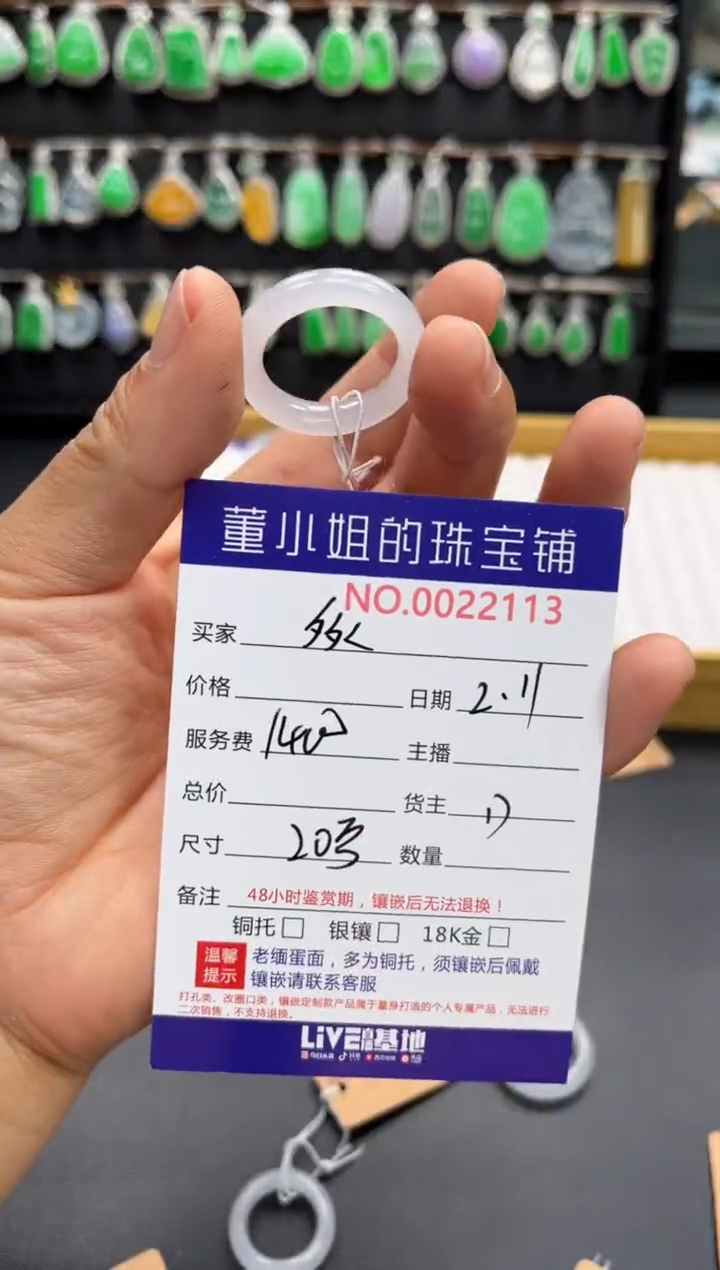 董小姐的珠宝铺
NO.0022113
买家
价格 日期 2.11
服务费 1400 主播
总价 货主
尺寸 20号 数量
备注 48小时鉴赏期，镶嵌后无法退换！
铜托□ 银镶□ 18K金□
温馨提示 老缅蛋面，多为铜托，须镶嵌后佩戴
镶嵌请联系客服
打孔类、改圈口类，镶嵌定制款产品属于量身打造的个人专属产品，无法进行
二次销售，不支持退换。
LIVE直播基地